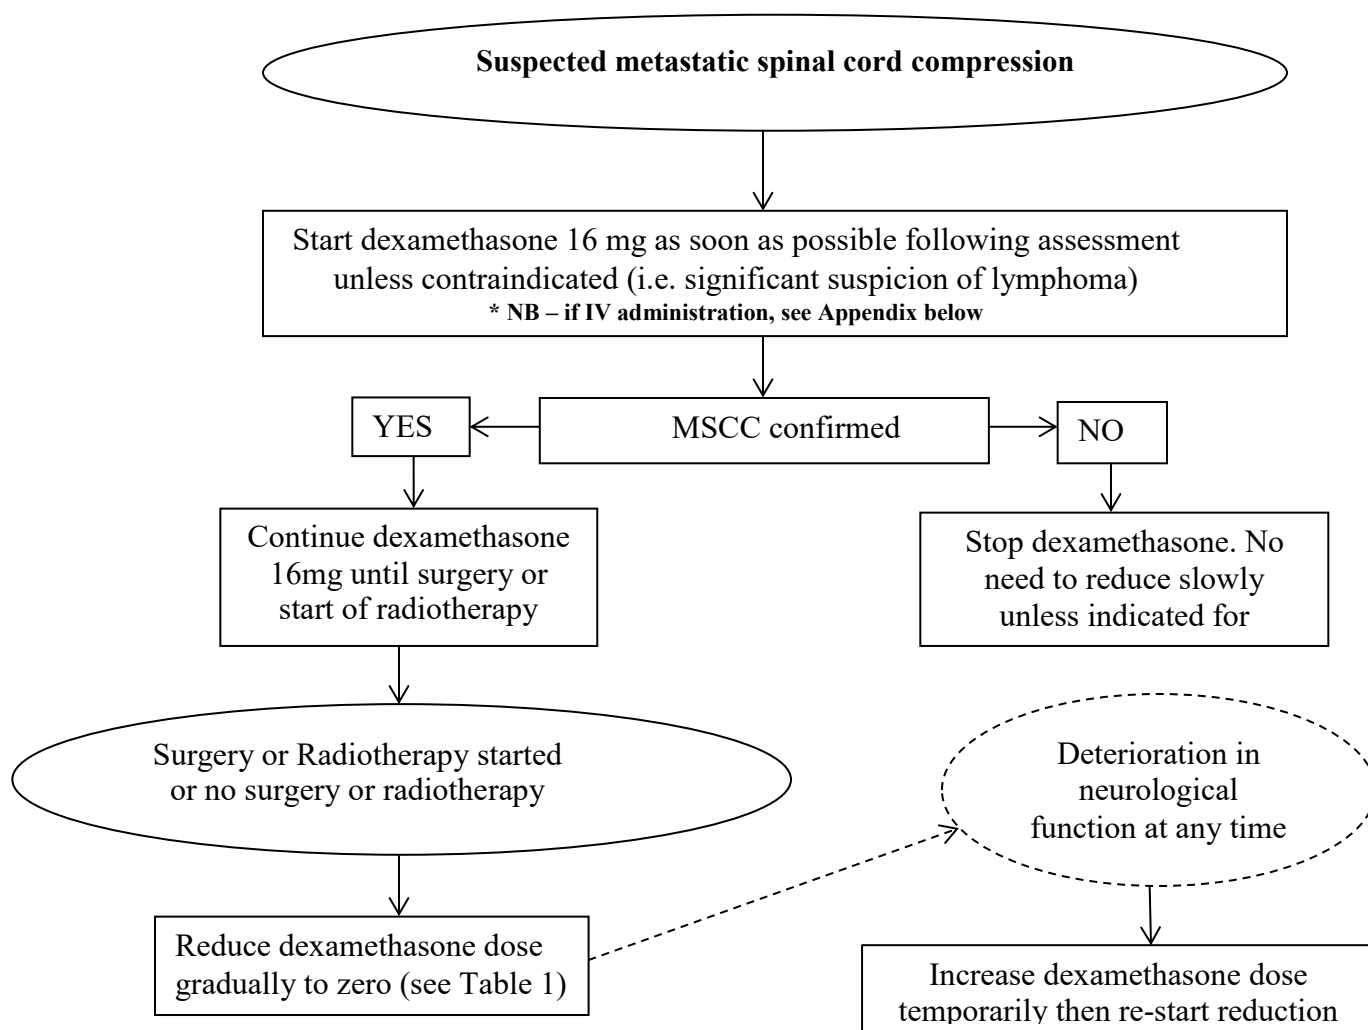 Suspected metastatic spinal cord compression
Start dexamethasone 16 mg as soon as possible following assessment
unless contraindicated (i.e. significant suspicion of lymphoma)
* NB – if IV administration, see Appendix below
YES
MSCC confirmed
NO
Continue dexamethasone
16mg until surgery or
start of radiotherapy
Stop dexamethasone. No
need to reduce slowly
unless indicated for
Surgery or Radiotherapy started
or no surgery or radiotherapy
Deterioration in
neurological
function at any time
Reduce dexamethasone dose
gradually to zero (see Table 1)
Increase dexamethasone dose
temporarily then re-start reduction